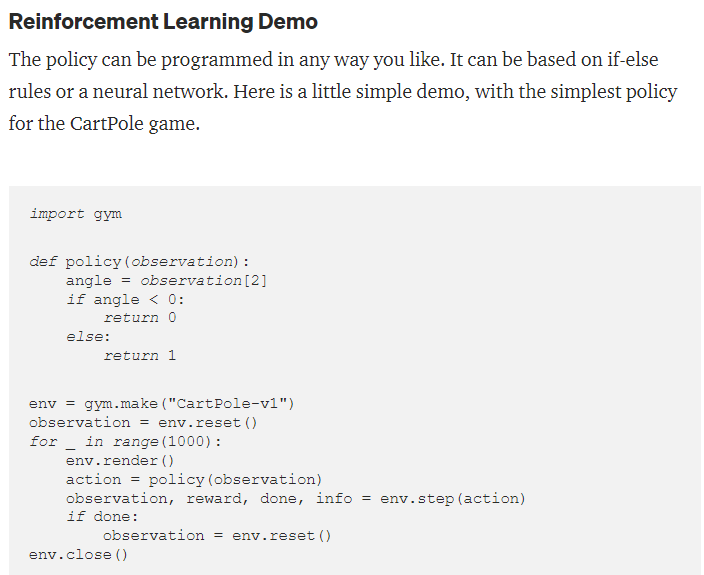 Reinforcement Learning Demo
The policy can be programmed in any way you like. It can be based on if-else
rules or a neural network. Here is a little simple demo, with the simplest policy
for the CartPole game.
import gym
def policy(observation):
    angle = observation[2]
    if angle < 0:
        return 0
    else:
        return 1
env = gym.make("CartPole-v1")
observation = env.reset()
for _ in range(1000):
    env.render()
    action = policy(observation)
    observation, reward, done, info = env.step(action)
    if done:
        observation = env.reset()
env.close()